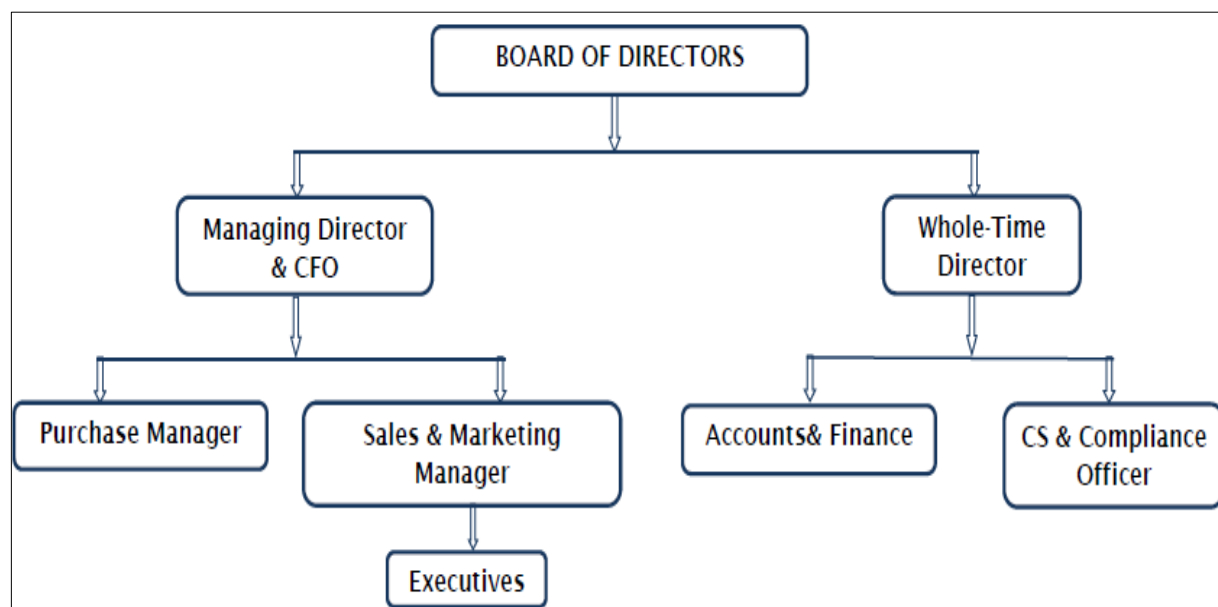 BOARD OF DIRECTORS
Managing Director
& CFO
Whole-Time
Director
Purchase Manager
Sales & Marketing
Manager
Accounts& Finance
CS & Compliance
Officer
Executives